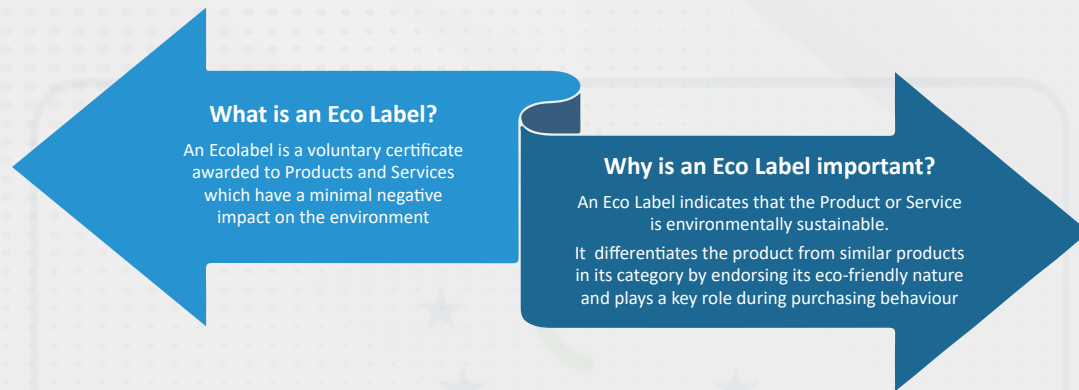 What is an Eco Label?
An Ecolabel is a voluntary certificate
awarded to Products and Services
which have a minimal negative
impact on the environment
Why is an Eco Label important?
An Eco Label indicates that the Product or Service
is environmentally sustainable.
It differentiates the product from similar products
in its category by endorsing its eco-friendly nature
and plays a key role during purchasing behaviour